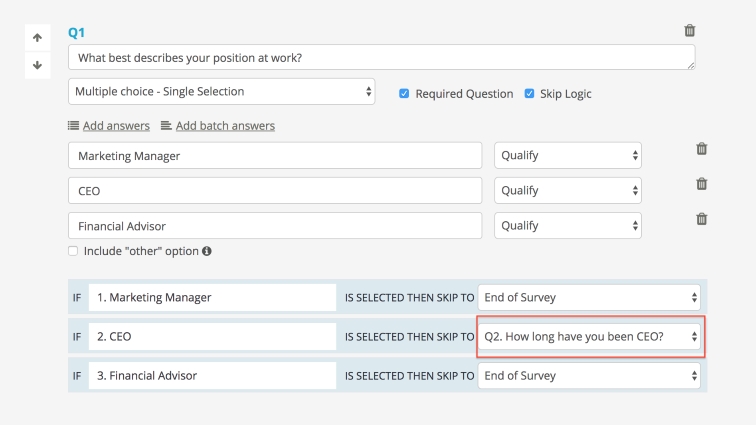 Q1
What best describes your position at work?
Multiple choice - Single Selection Required Question Skip Logic
Add answers Add batch answers
Marketing Manager Qualify
CEO Qualify
Financial Advisor Qualify
Include "other" option
IF 1. Marketing Manager IS SELECTED THEN SKIP TO End of Survey
IF 2. CEO IS SELECTED THEN SKIP TO Q2. How long have you been CEO?
IF 3. Financial Advisor IS SELECTED THEN SKIP TO End of Survey